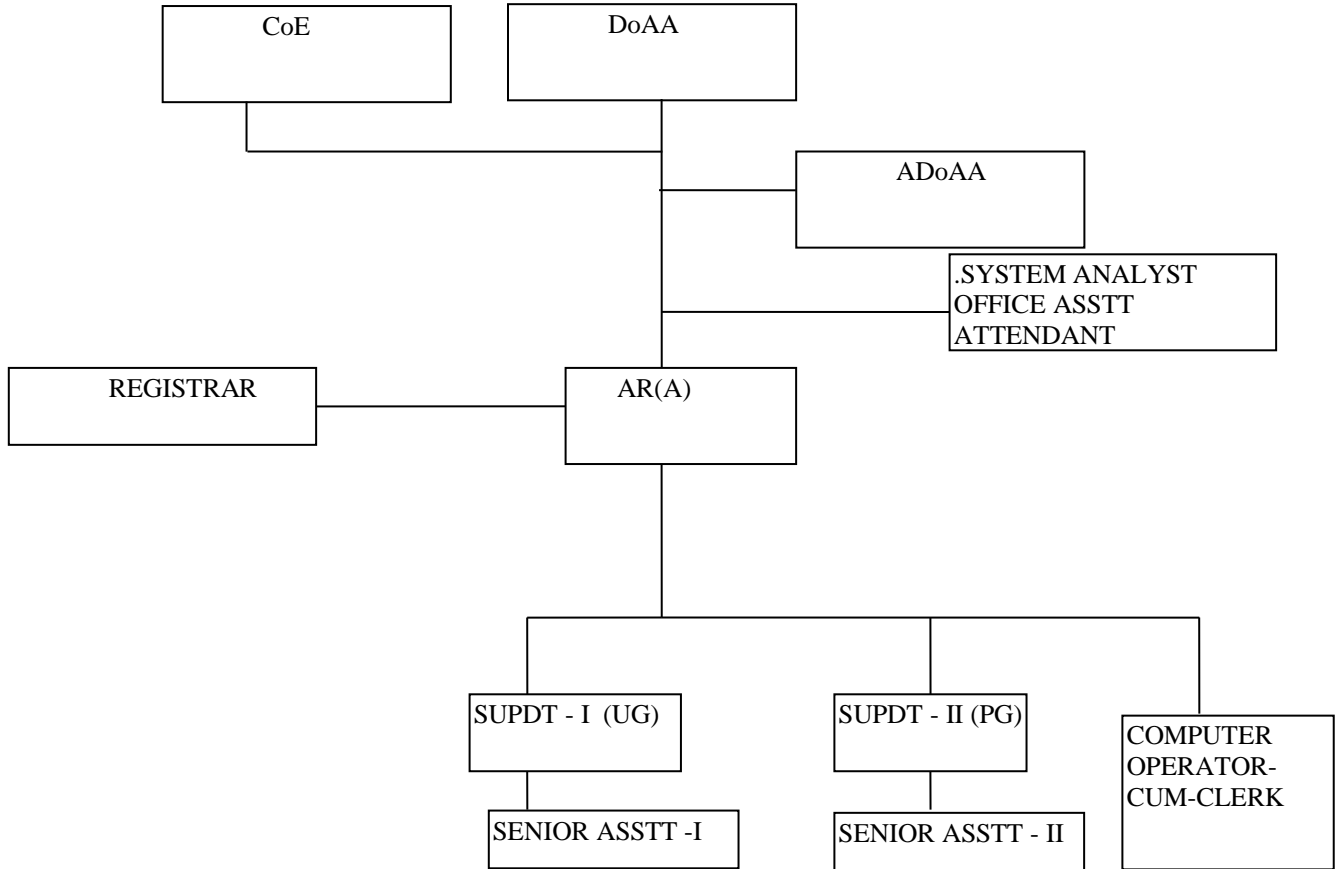 CoE
DoAA
ADoAA
.SYSTEM ANALYST
OFFICE ASSTT
ATTENDANT
REGISTRAR
AR(A)
SUPDT - I (UG)
SUPDT - II (PG)
COMPUTER
OPERATOR-
CUM-CLERK
SENIOR ASSTT -I
SENIOR ASSTT - II